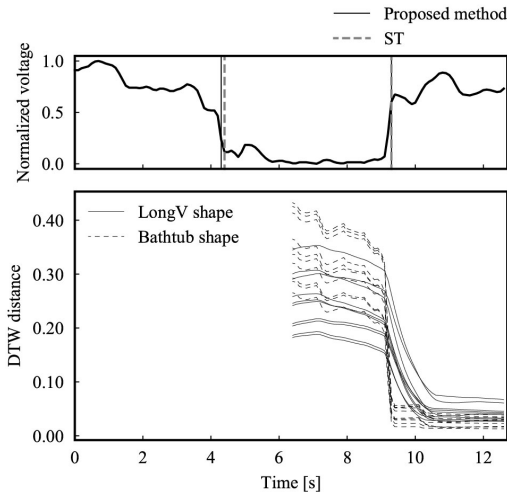 Proposed method
ST
Normalized voltage
1.0
0.5
0.0
LongV shape
Bathtub shape
DTW distance
0.40
0.30
0.20
0.10
0.00
0 2 4 6 8 10 12
Time [s]